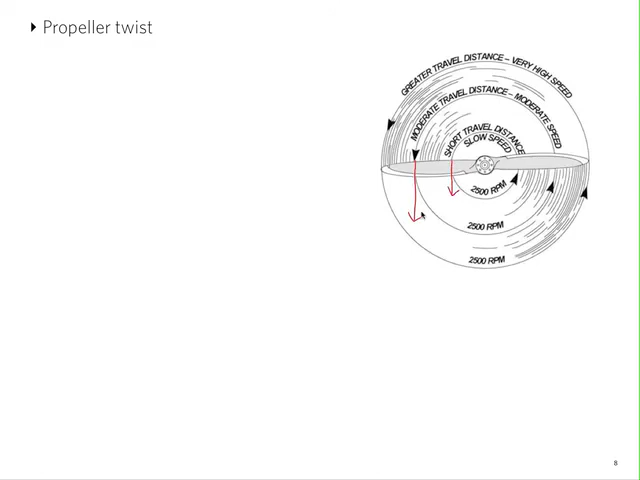 Propeller twist
GREATER TRAVEL DISTANCE – VERY HIGH SPEED
MODERATE TRAVEL DISTANCE – MODERATE SPEED
SHORT TRAVEL DISTANCE
SLOW SPEED
2500 RPM
2500 RPM
2500 RPM
8